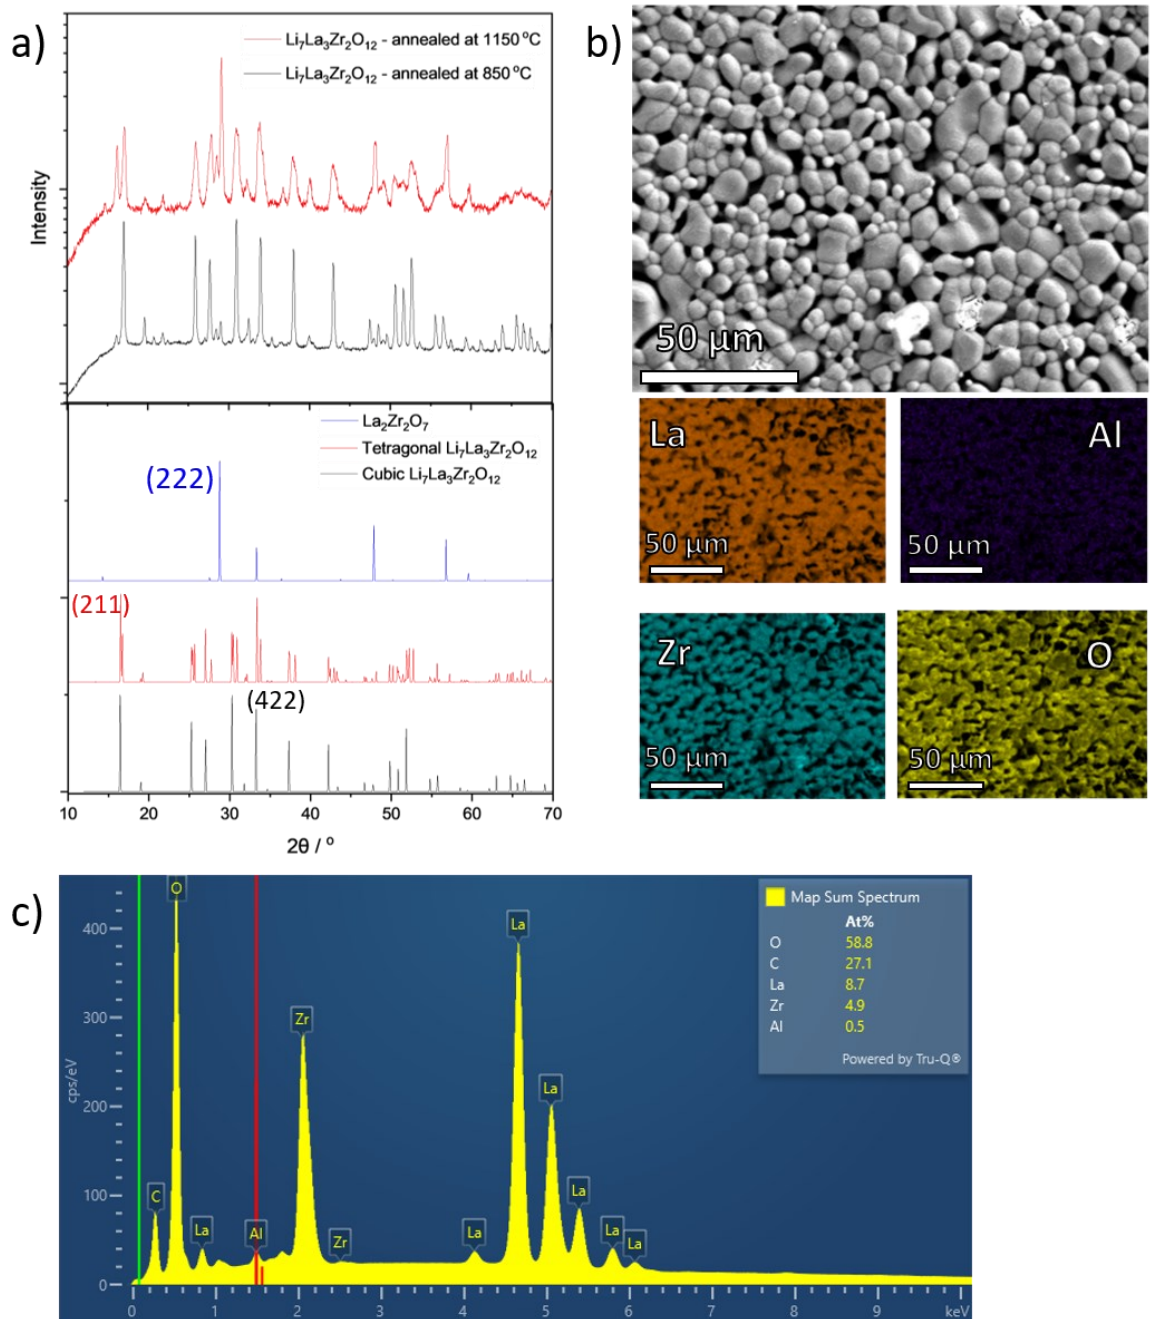 a)
Li₇La₃Zr₂O₁₂ - annealed at 1150 °C
Li₇La₃Zr₂O₁₂ - annealed at 850 °C
Intensity
La₂Zr₂O₇
Tetragonal Li₇La₃Zr₂O₁₂
Cubic Li₇La₃Zr₂O₁₂
(222)
(211)
(422)
10 20 30 40 50 60 70
2θ / °
b)
50 μm
La
50 μm
Al
50 μm
Zr
50 μm
O
50 μm
c)
Map Sum Spectrum
At%
O 58.8
C 27.1
La 8.7
Zr 4.9
Al 0.5
Powered by Tru-Q®
cps/eV
400
300
200
100
0
O
C
La
Al
Zr
Zr
La
La
La
La
La
La
0 1 2 3 4 5 6 7 8 9 keV